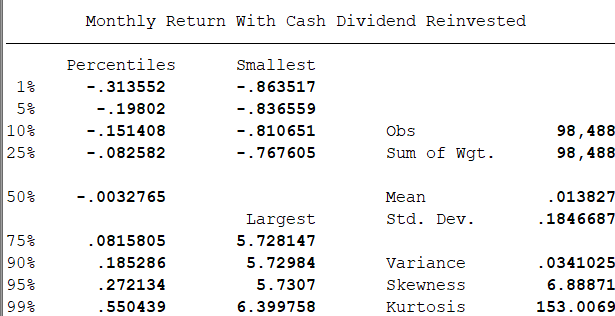 Monthly Return With Cash Dividend Reinvested
Percentiles Smallest
1% -.313552 -.863517
5% -.19802 -.836559
10% -.151408 -.810651 Obs 98,488
25% -.082582 -.767605 Sum of Wgt. 98,488
50% -.0032765 Mean .013827
Largest Std. Dev. .1846687
75% .0815805 5.728147
90% .185286 5.72984 Variance .0341025
95% .272134 5.7307 Skewness 6.88871
99% .550439 6.399758 Kurtosis 153.0069